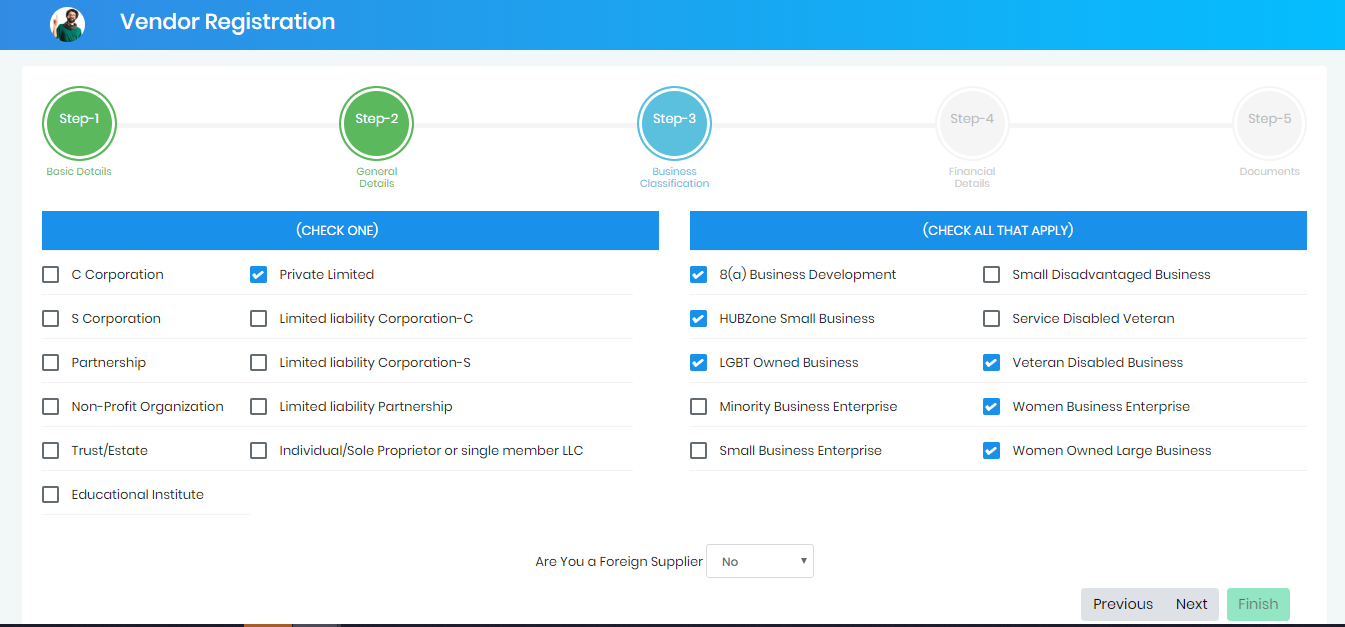 Vendor Registration
Step-1
Step-2
Step-3
Step-4
Step-5
Basic Details
General
Details
Business
Classification
Financial
Details
Documents
(CHECK ONE)
C Corporation
Private Limited
S Corporation
Limited liability Corporation-C
Partnership
Limited liability Corporation-S
Non-Profit Organization
Limited liability Partnership
Trust/Estate
Individual/Sole Proprietor or single member LLC
Educational Institute
(CHECK ALL THAT APPLY)
8(a) Business Development
Small Disadvantaged Business
HUBZone Small Business
Service Disabled Veteran
LGBT Owned Business
Veteran Disabled Business
Minority Business Enterprise
Women Business Enterprise
Small Business Enterprise
Women Owned Large Business
Are You a Foreign Supplier No
Previous Next Finish